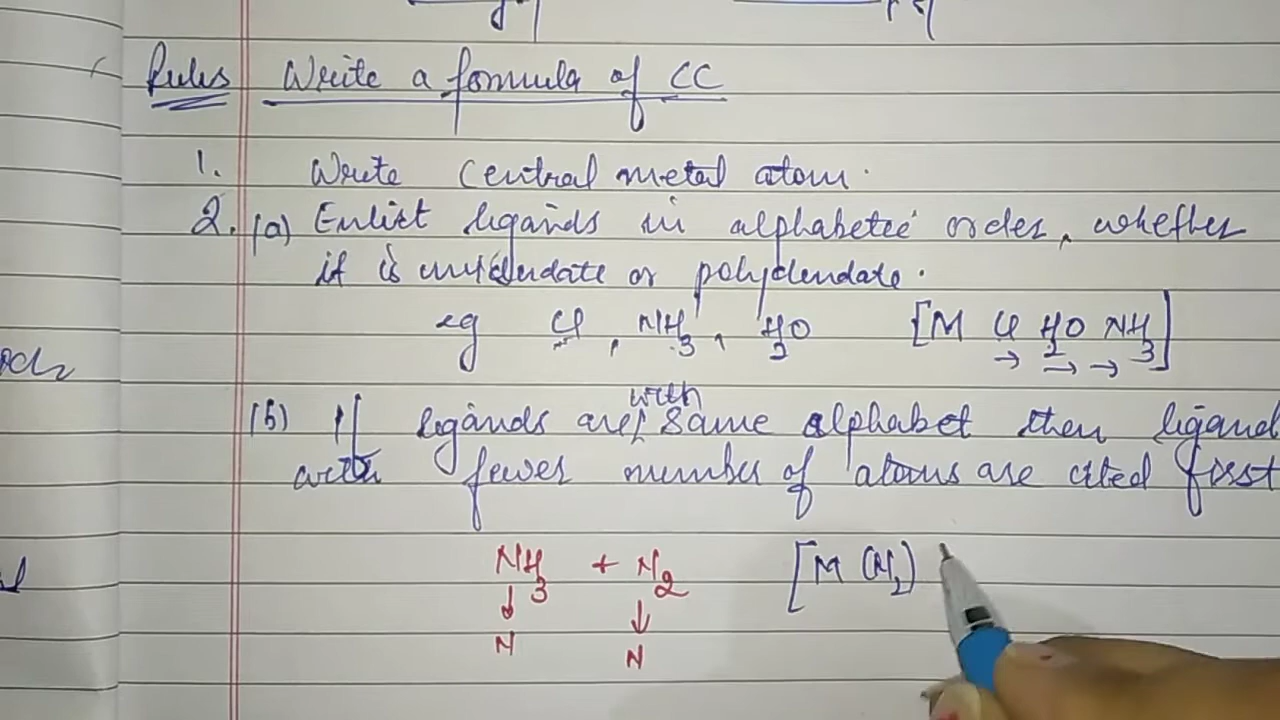 Rules Write a formula of CC
1. Write Central metal atom.
2. (a) Enlist ligands in alphabetic order, whether
it is unidendate or polydendate.
eg Cl, NH3, H2O [M Cl H2O NH3]
→ → →
with
(b) If ligands are same alphabet then ligand
with fewer number of atoms are cited first
NH3 + N2 [M (N2)
↓ ↓
N N